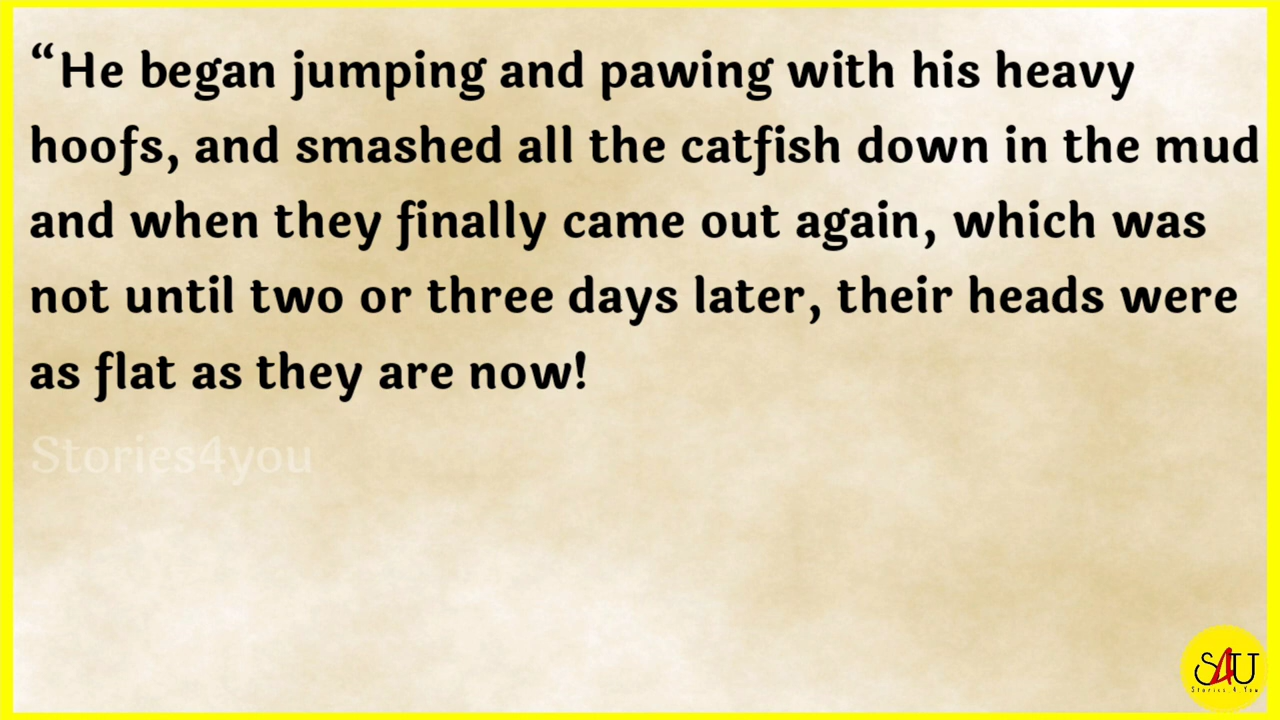 “He began jumping and pawing with his heavy
hoofs, and smashed all the catfish down in the mud
and when they finally came out again, which was
not until two or three days later, their heads were
as flat as they are now!
Stories4you
S4U
Stories 4 You